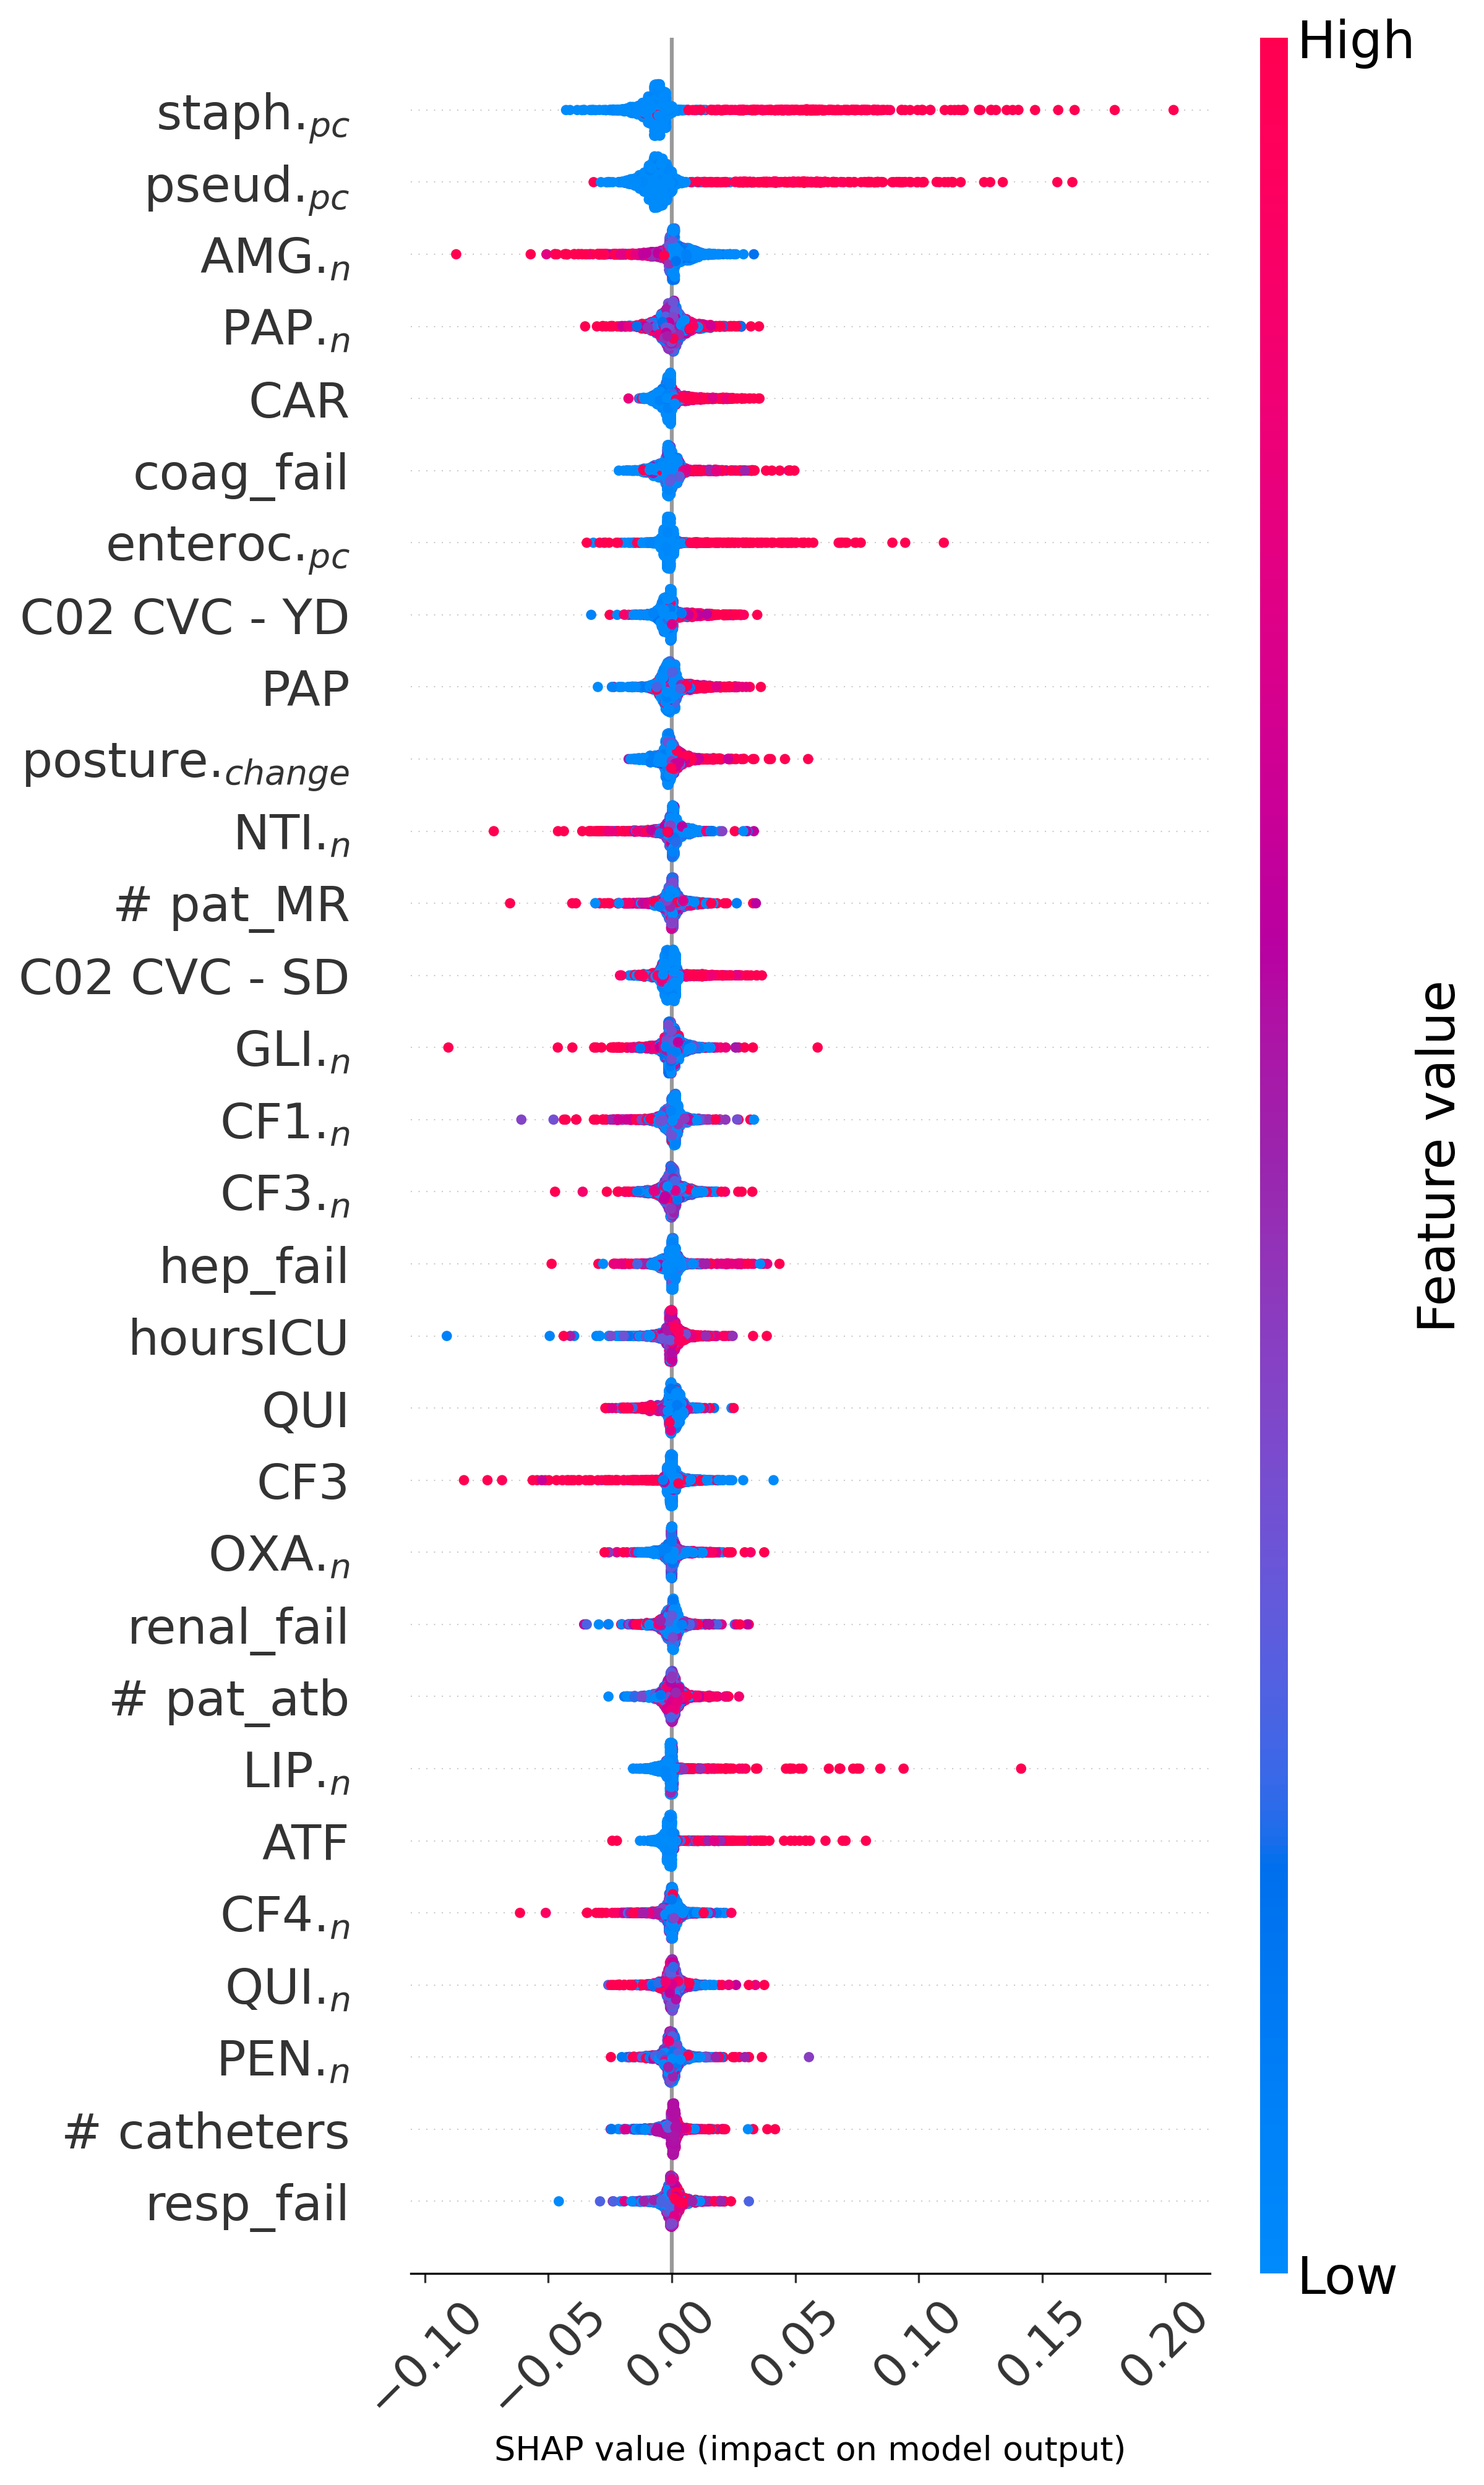 High
staph.pc
pseud.pc
AMG.n
PAP.n
CAR
coag_fail
enteroc.pc
C02 CVC - YD
PAP
posture.change
NTI.n
# pat_MR
C02 CVC - SD
GLI.n
CF1.n
CF3.n
hep_fail
hoursICU
QUI
CF3
OXA.n
renal_fail
# pat_atb
LIP.n
ATF
CF4.n
QUI.n
PEN.n
# catheters
resp_fail
Feature value
Low
−0.10 −0.05 0.00 0.05 0.10 0.15 0.20
SHAP value (impact on model output)